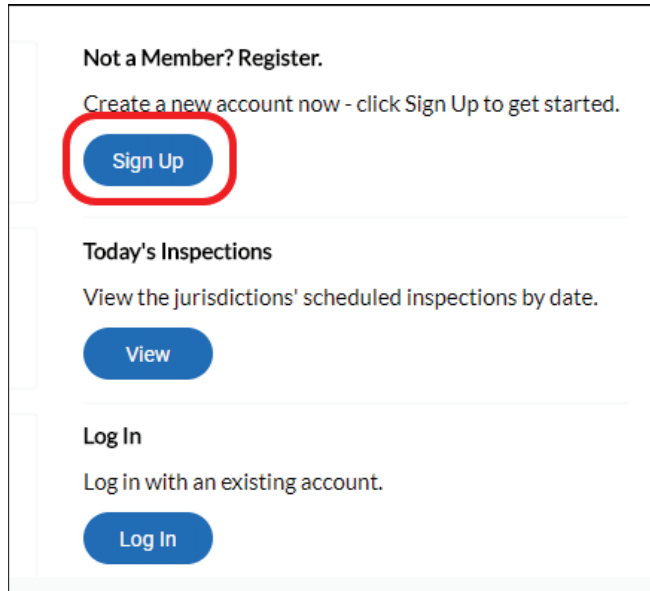 Not a Member? Register.
Create a new account now - click Sign Up to get started.
Sign Up
Today's Inspections
View the jurisdictions' scheduled inspections by date.
View
Log In
Log in with an existing account.
Log In